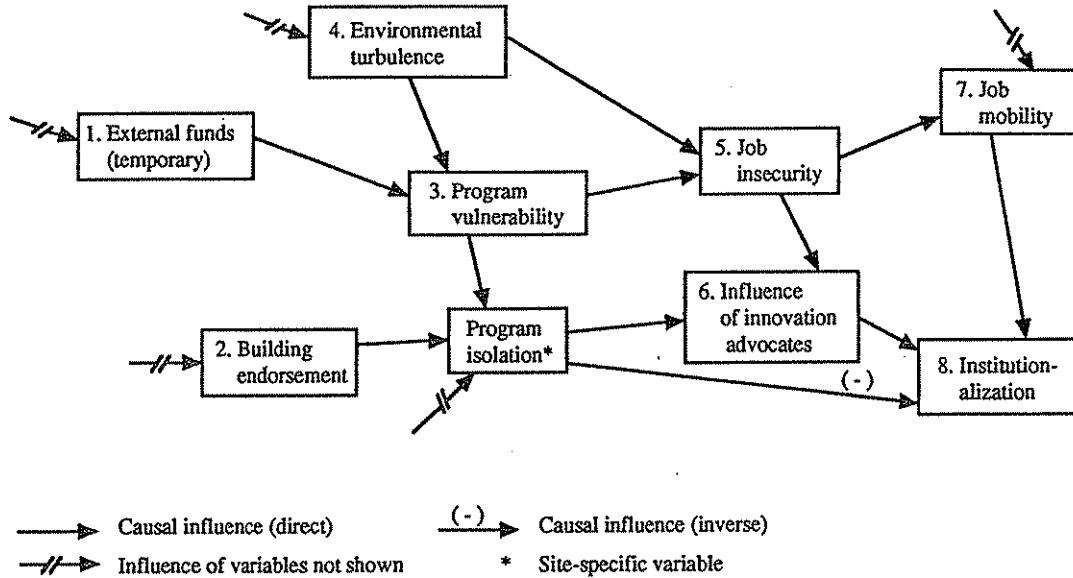 4. Environmental
turbulence
7. Job
mobility
1. External funds
(temporary)
5. Job
insecurity
3. Program
vulnerability
6. Influence
of innovation
advocates
Program
isolation*
2. Building
endorsement
(-)
8. Institution-
alization
Causal influence (direct)
(-)
Causal influence (inverse)
Influence of variables not shown
* Site-specific variable